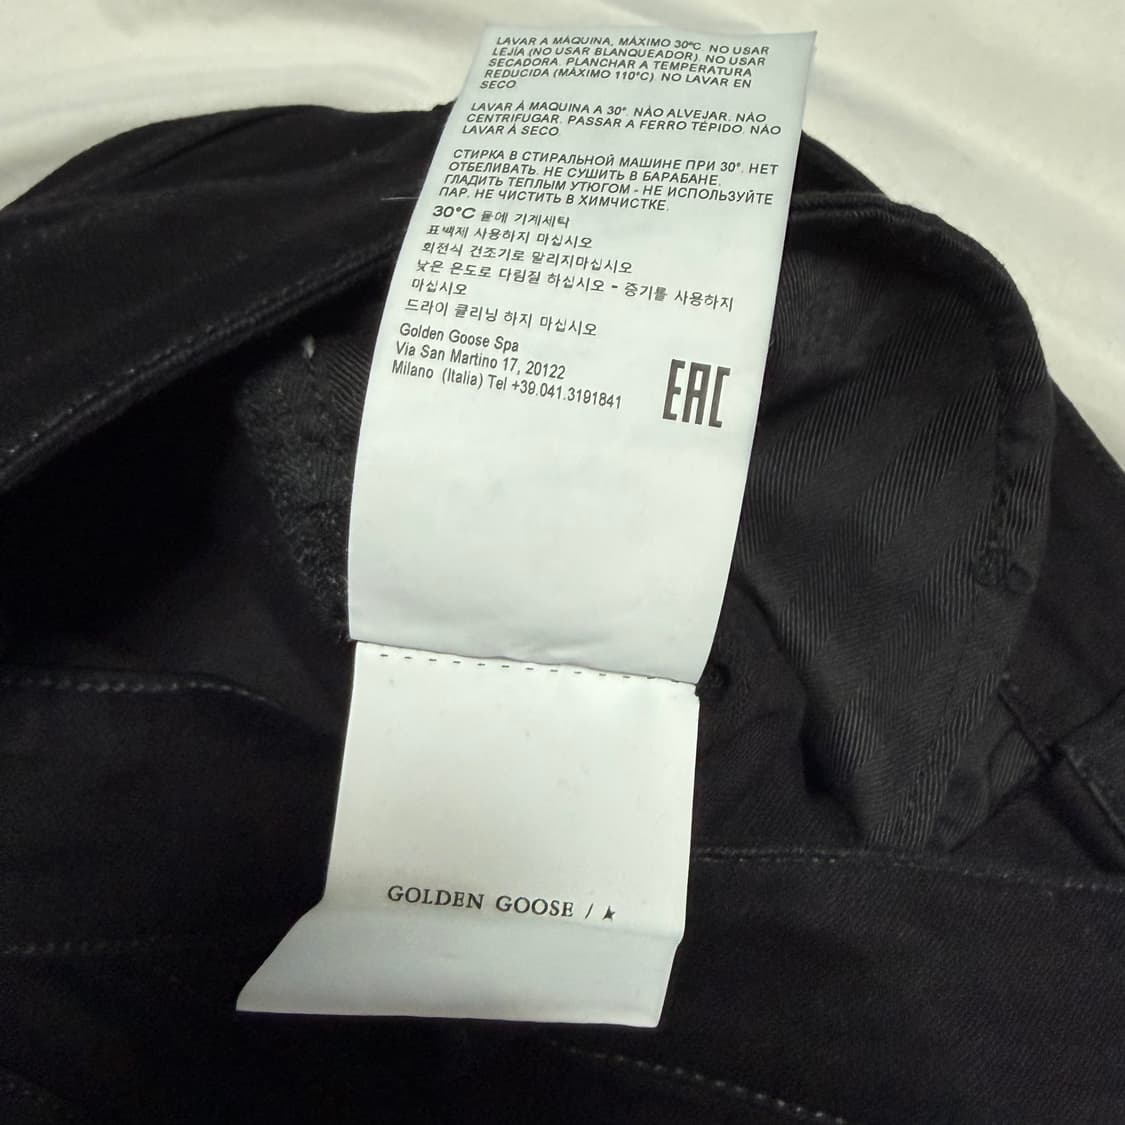 LAVAR A MÁQUINA, MÁXIMO 30ºC. NO USAR
LEJÍA (NO USAR BLANQUEADOR). NO USAR
SECADORA. PLANCHAR A TEMPERATURA
REDUCIDA (MÁXIMO 110°C). NO LAVAR EN
SECO.
LAVAR À MAQUINA A 30°. NÃO ALVEJAR. NÃO
CENTRIFUGAR. PASSAR A FERRO TÉPIDO. NÃO
LAVAR À SECO.
СТИРКА В СТИРАЛЬНОЙ МАШИНЕ ПРИ 30°. НЕТ
ОТБЕЛИВАТЬ. НЕ СУШИТЬ В БАРАБАНЕ.
ГЛАДИТЬ ТЕПЛЫМ УТЮГОМ - НЕ ИСПОЛЬЗУЙТЕ
ПАР. НЕ ЧИСТИТЬ В ХИМЧИСТКЕ.
30°C 물에 기계세탁
표백제 사용하지 마십시오
회전식 건조기로 말리지마십시오
낮은 온도로 다림질 하십시오 - 증기를 사용하지
마십시오
드라이 클리닝 하지 마십시오
Golden Goose Spa
Via San Martino 17, 20122
Milano (Italia) Tel +39.041.3191841
EAC
GOLDEN GOOSE /